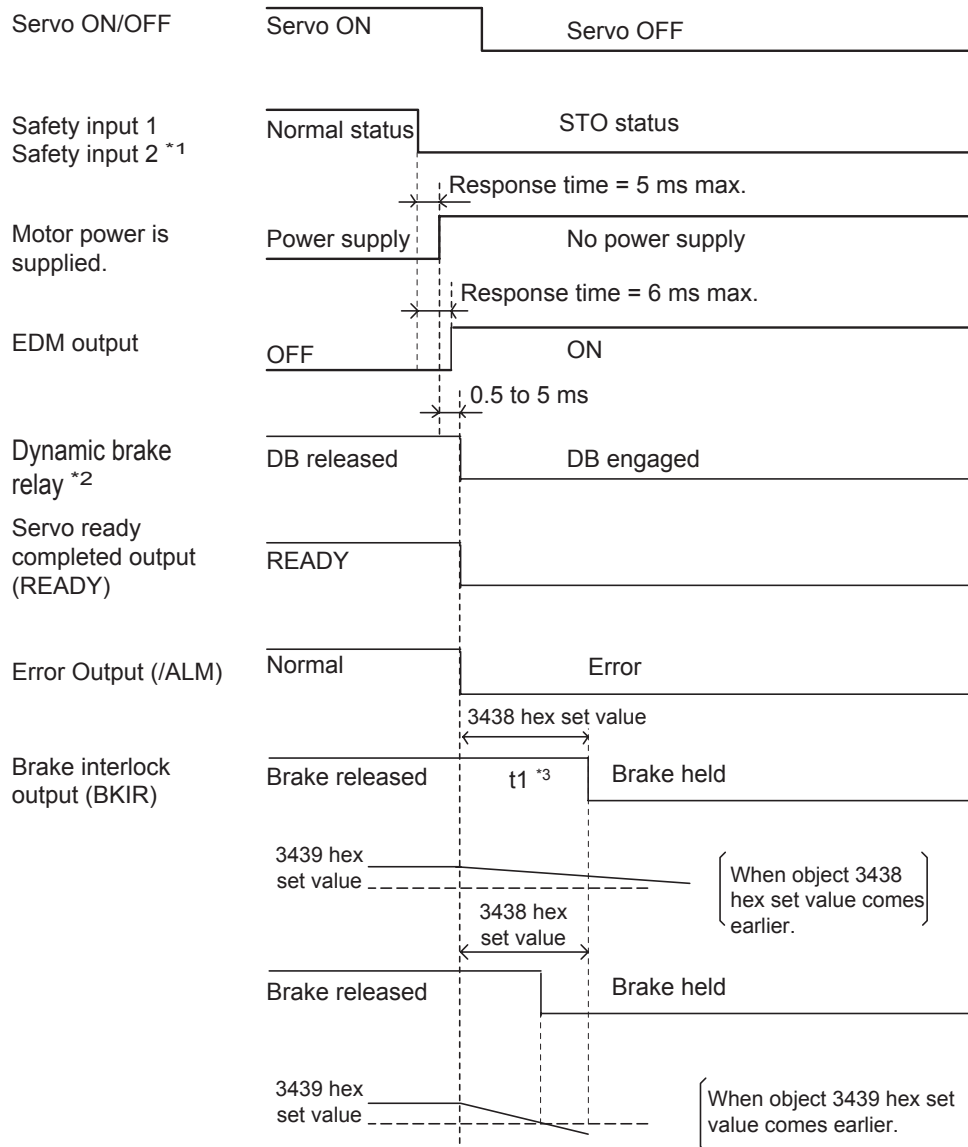 Servo ON/OFF
Servo ON
Servo OFF
Safety input 1
Safety input 2 *1
Normal status
STO status
Response time = 5 ms max.
Motor power is
supplied.
Power supply
No power supply
Response time = 6 ms max.
EDM output
OFF
ON
0.5 to 5 ms
Dynamic brake
relay *2
DB released
DB engaged
Servo ready
completed output
(READY)
READY
Error Output (/ALM)
Normal
Error
3438 hex set value
Brake interlock
output (BKIR)
Brake released
t1 *3
Brake held
3439 hex
set value
When object 3438
hex set value comes
earlier.
3438 hex
set value
Brake released
Brake held
3439 hex
set value
When object 3439 hex set
value comes earlier.